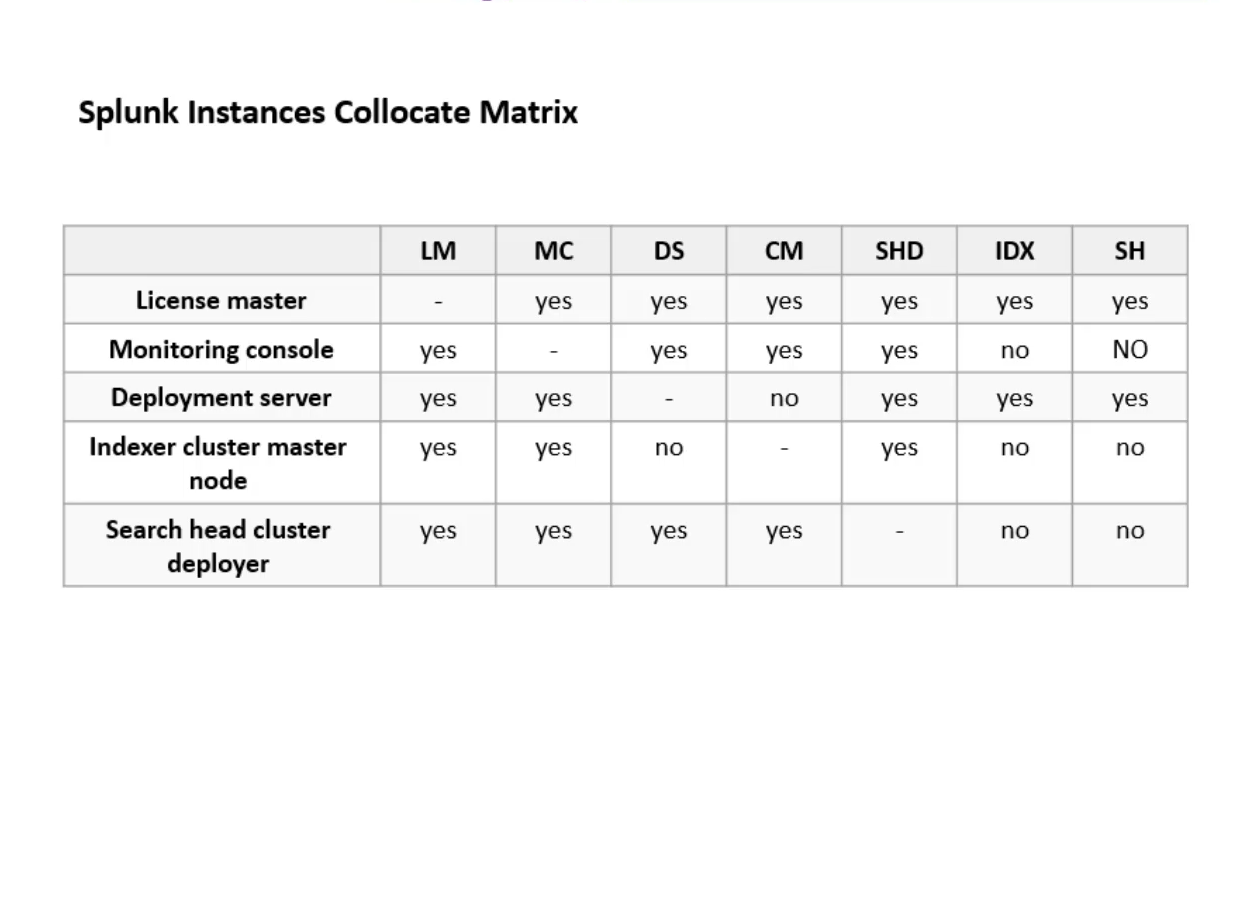 Splunk Instances Collocate Matrix
LM MC DS CM SHD IDX SH
License master - yes yes yes yes yes yes
Monitoring console yes - yes yes yes no NO
Deployment server yes yes - no yes yes yes
Indexer cluster master yes yes no - yes no no
node
Search head cluster yes yes yes yes - no no
deployer